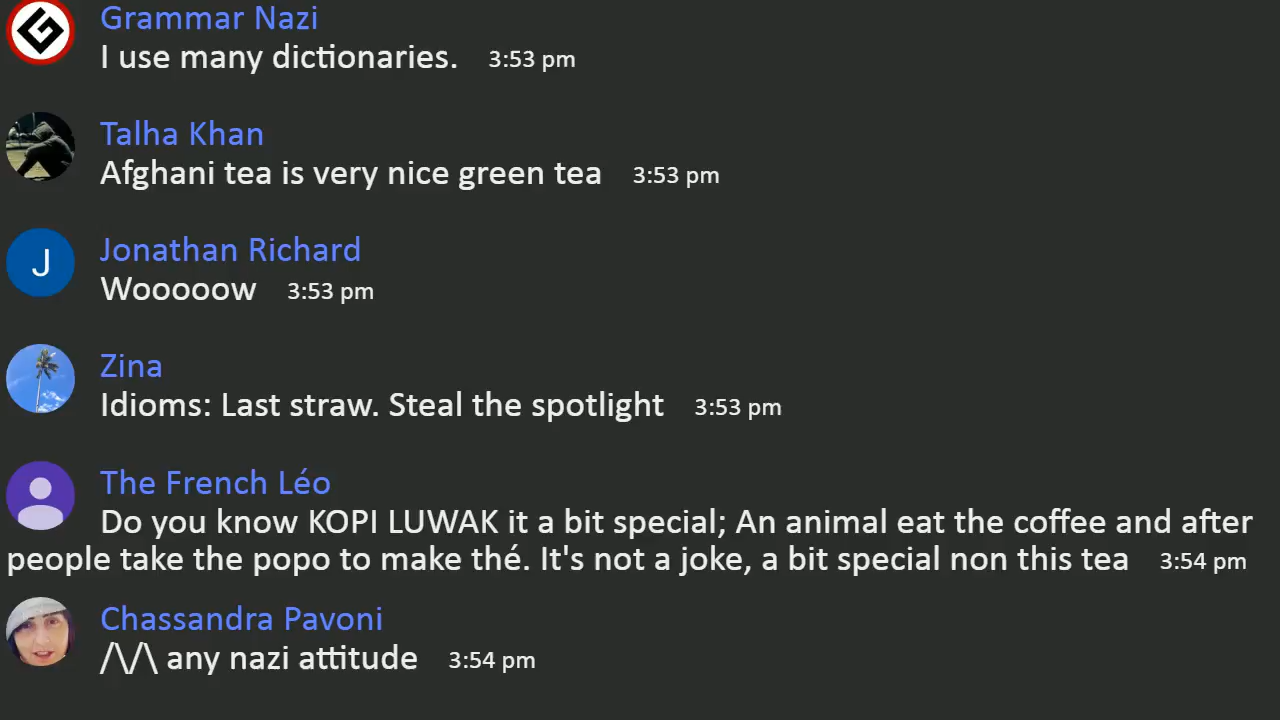 Grammar Nazi
I use many dictionaries. 3:53 pm
Talha Khan
Afghani tea is very nice green tea 3:53 pm
J
Jonathan Richard
Wooooow 3:53 pm
Zina
Idioms: Last straw. Steal the spotlight 3:53 pm
The French Léo
Do you know KOPI LUWAK it a bit special; An animal eat the coffee and after
people take the popo to make thé. It's not a joke, a bit special non this tea 3:54 pm
Chassandra Pavoni
/\/\ any nazi attitude 3:54 pm